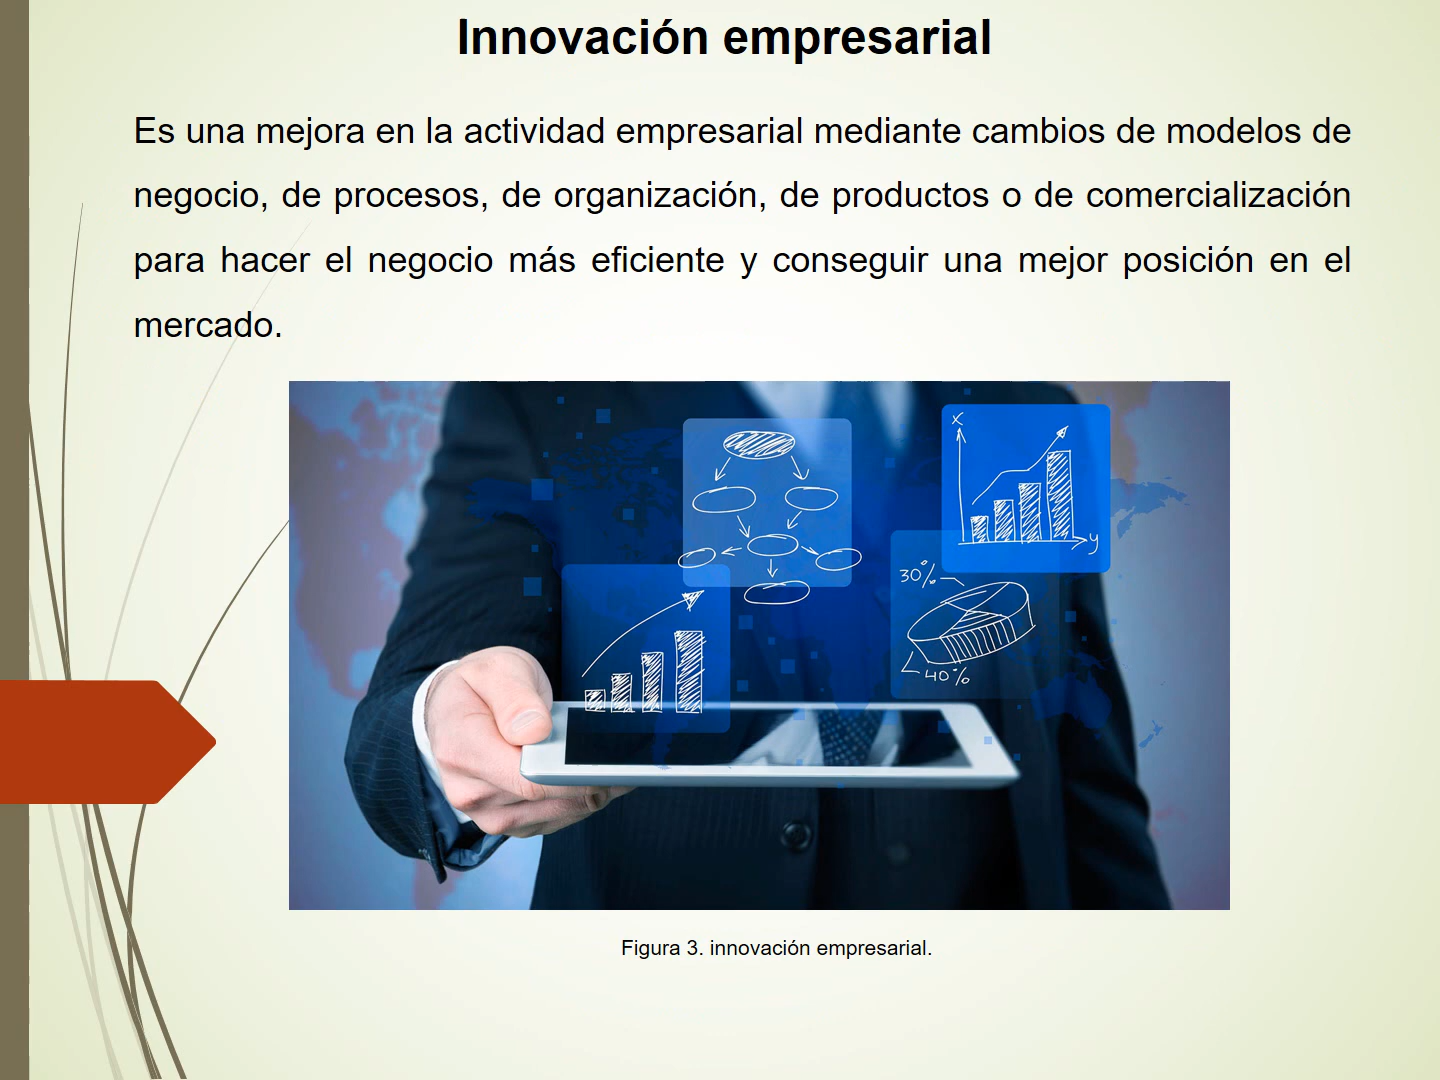 Innovación empresarial
Es una mejora en la actividad empresarial mediante cambios de modelos de
negocio, de procesos, de organización, de productos o de comercialización
para hacer el negocio más eficiente y conseguir una mejor posición en el
mercado.
x
y
30%
40%
Figura 3. innovación empresarial.